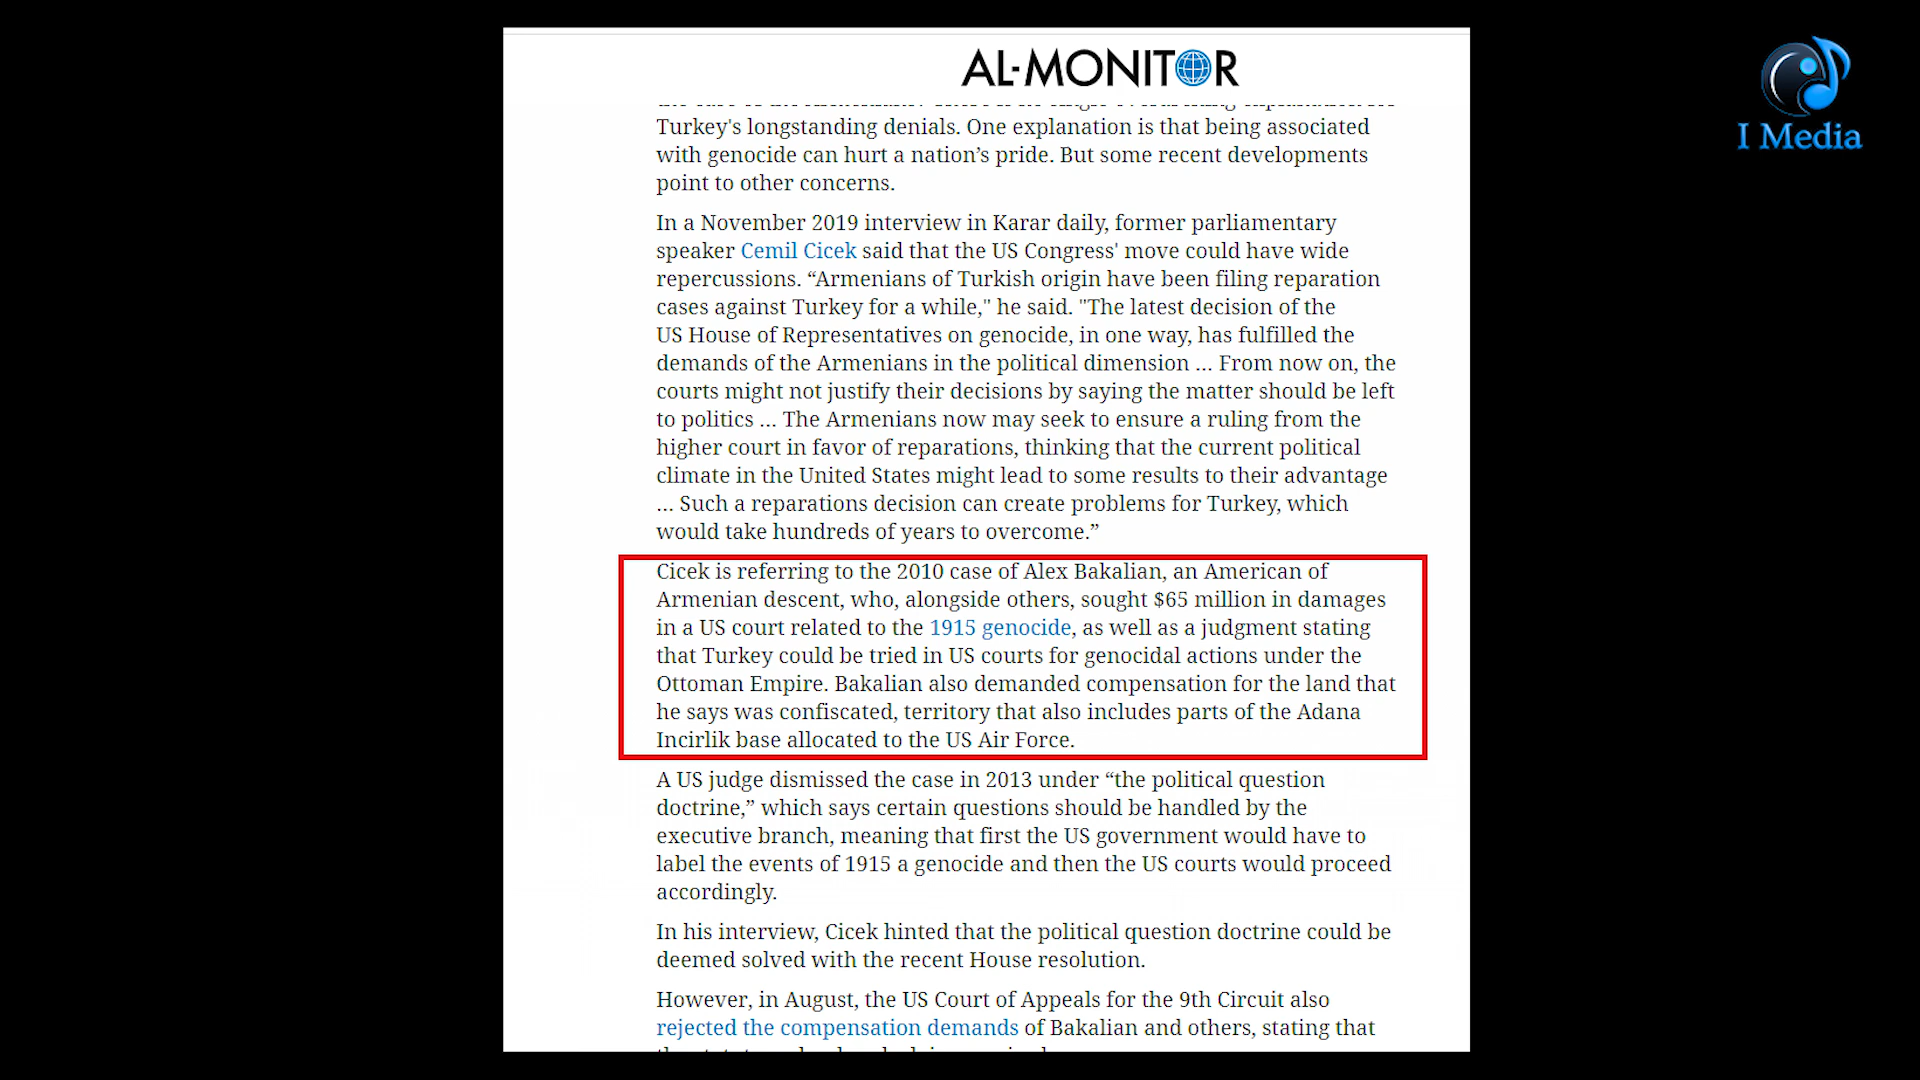 AL-MONITOR
I Media
Turkey's longstanding denials. One explanation is that being associated
with genocide can hurt a nation’s pride. But some recent developments
point to other concerns.
In a November 2019 interview in Karar daily, former parliamentary
speaker Cemil Cicek said that the US Congress' move could have wide
repercussions. “Armenians of Turkish origin have been filing reparation
cases against Turkey for a while," he said. "The latest decision of the
US House of Representatives on genocide, in one way, has fulfilled the
demands of the Armenians in the political dimension ... From now on, the
courts might not justify their decisions by saying the matter should be left
to politics ... The Armenians now may seek to ensure a ruling from the
higher court in favor of reparations, thinking that the current political
climate in the United States might lead to some results to their advantage
... Such a reparations decision can create problems for Turkey, which
would take hundreds of years to overcome.”
Cicek is referring to the 2010 case of Alex Bakalian, an American of
Armenian descent, who, alongside others, sought $65 million in damages
in a US court related to the 1915 genocide, as well as a judgment stating
that Turkey could be tried in US courts for genocidal actions under the
Ottoman Empire. Bakalian also demanded compensation for the land that
he says was confiscated, territory that also includes parts of the Adana
Incirlik base allocated to the US Air Force.
A US judge dismissed the case in 2013 under “the political question
doctrine,” which says certain questions should be handled by the
executive branch, meaning that first the US government would have to
label the events of 1915 a genocide and then the US courts would proceed
accordingly.
In his interview, Cicek hinted that the political question doctrine could be
deemed solved with the recent House resolution.
However, in August, the US Court of Appeals for the 9th Circuit also
rejected the compensation demands of Bakalian and others, stating that